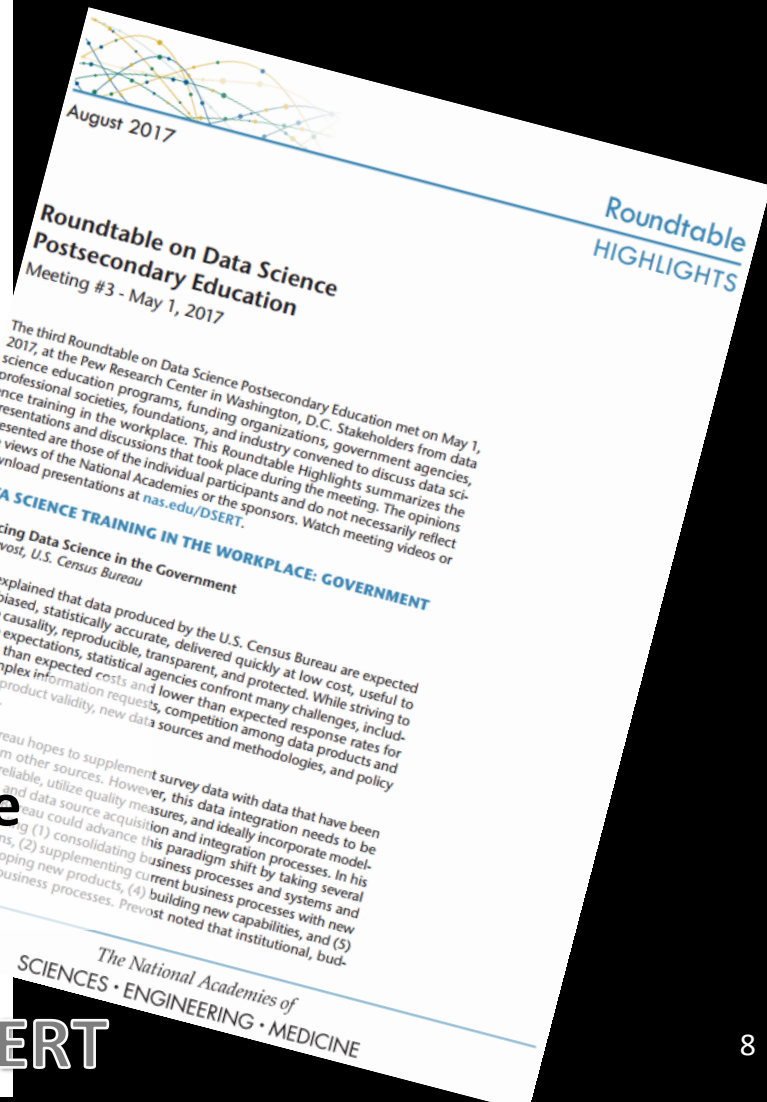 August 2017
Roundtable
HIGHLIGHTS
Roundtable on Data Science
Postsecondary Education
Meeting #3 - May 1, 2017
The third Roundtable on Data Science Postsecondary Education met on May 1,
2017, at the Pew Research Center in Washington, D.C. Stakeholders from data
science education programs, funding organizations, government agencies,
professional societies, foundations, and industry convened to discuss data sci-
ence training in the workplace. This Roundtable Highlights summarizes the
resentations and discussions that took place during the meeting. The opinions
esented are those of the individual participants and do not necessarily reflect
views of the National Academies or the sponsors. Watch meeting videos or
wnload presentations at nas.edu/DSERT.
A SCIENCE TRAINING IN THE WORKPLACE: GOVERNMENT
cing Data Science in the Government
vost, U.S. Census Bureau
explained that data produced by the U.S. Census Bureau are expected
biased, statistically accurate, delivered quickly at low cost, useful to
causality, reproducible, transparent, and protected. While striving to
expectations, statistical agencies confront many challenges, includ-
than expected costs and lower than expected response rates for
mplex information requests, competition among data products and
product validity, new data sources and methodologies, and policy
reau hopes to supplement survey data with data that have been
m other sources. However, this data integration needs to be
reliable, utilize quality measures, and ideally incorporate model-
and data source acquisition and integration processes. In his
eau could advance this paradigm shift by taking several
ng (1) consolidating business processes and systems and
ns, (2) supplementing current business processes with new
oping new products, (4) building new capabilities, and (5)
business processes. Prevost noted that institutional, bud-
e
The National Academies of
SCIENCES · ENGINEERING · MEDICINE
ERT
8